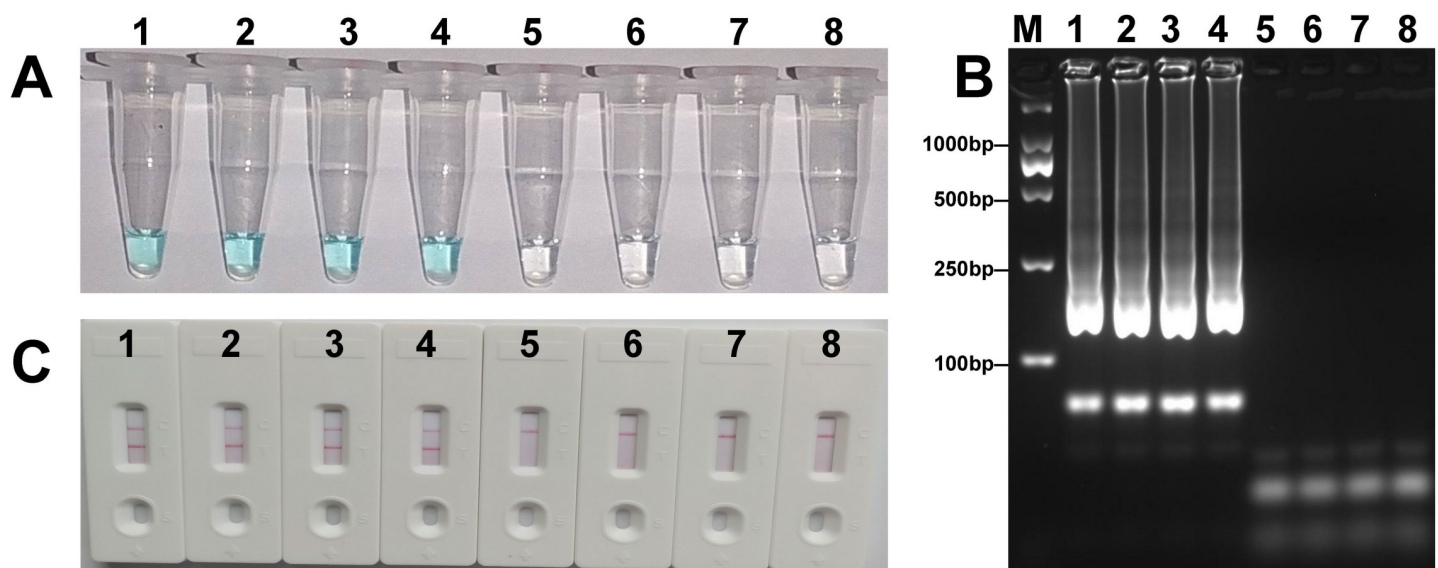 A
1 2 3 4 5 6 7 8
B
M 1 2 3 4 5 6 7 8
1000bp
500bp
250bp
100bp
C
1 2 3 4 5 6 7 8
C C C C C C C C
T T T T T T T T
S S S S S S S S